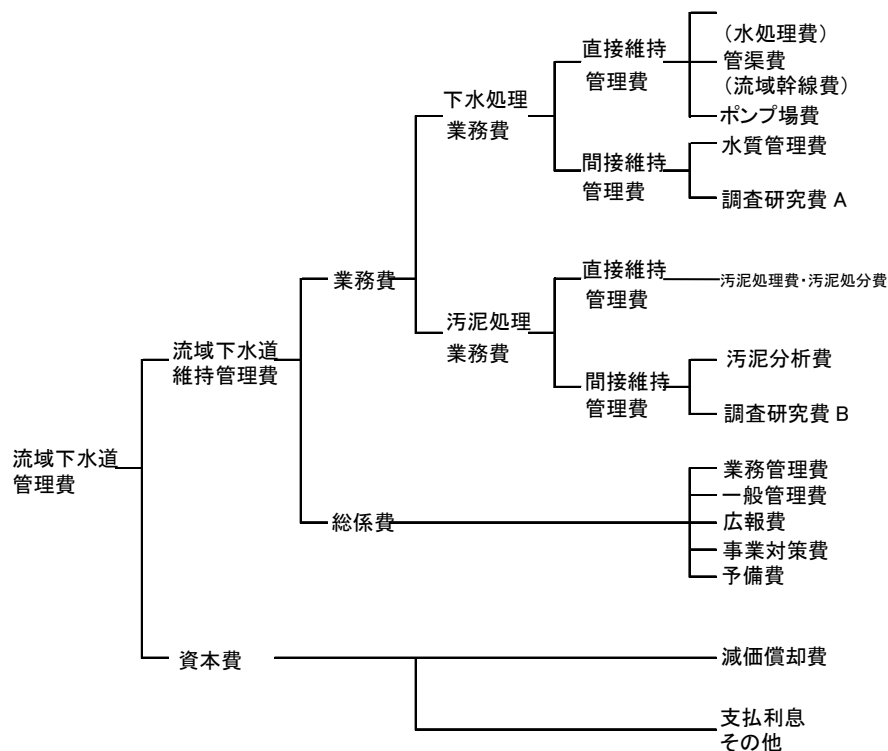 (水処理費)
直接維持
管理費
管渠費
(流域幹線費)
ポンプ場費
下水処理
業務費
間接維持
管理費
水質管理費
調査研究費 A
業務費
直接維持
管理費
汚泥処理費・汚泥処分費
汚泥処理
業務費
間接維持
管理費
汚泥分析費
調査研究費 B
流域下水道
維持管理費
流域下水道
管理費
総係費
業務管理費
一般管理費
広報費
事業対策費
予備費
資本費
減価償却費
支払利息
その他